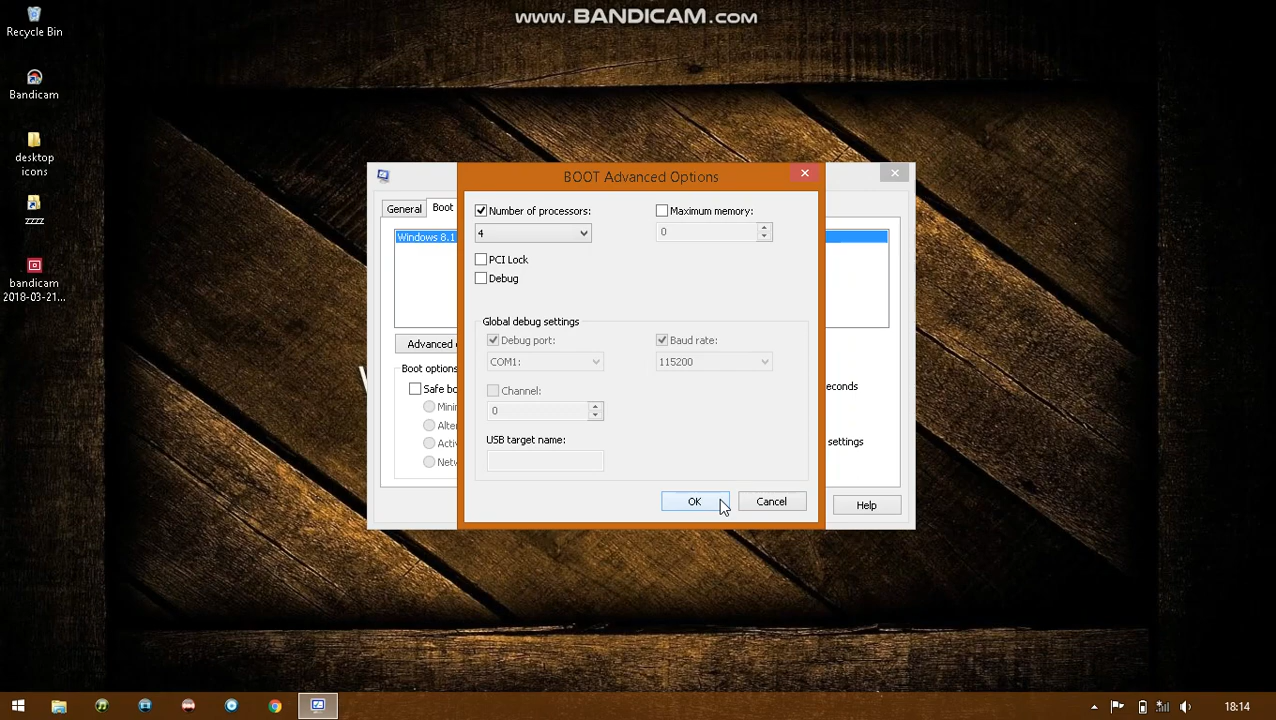 www.BANDICAM.com
Recycle Bin
Bandicam
desktop
icons
zzzz
bandicam
2018-03-21...
BOOT Advanced Options
General
Boot
Windows 8.1
Number of processors:
Maximum memory:
4
0
PCI Lock
Debug
Global debug settings
Debug port:
Baud rate:
COM1:
115200
Channel:
0
USB target name:
OK
Cancel
Advanced o
Boot options
Safe bo
Mini
Alter
Activ
Netw
econds
settings
Help
18:14